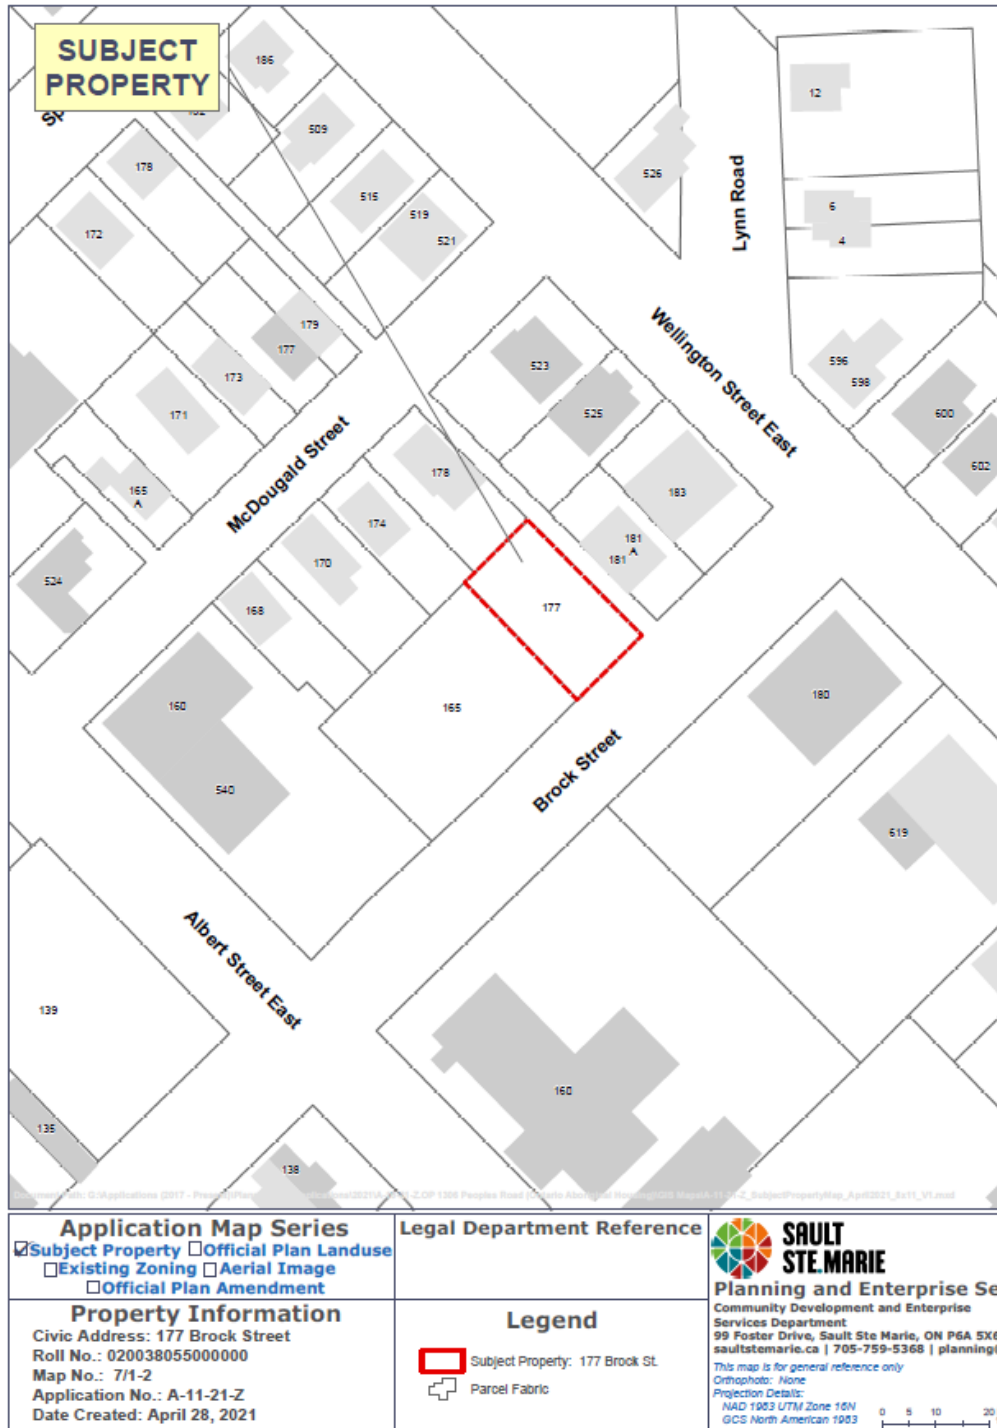 SUBJECT
PROPERTY
186
509
178
515
172
519
521
526
Lynn Road
12
6
4
Wellington Street East
179
177
173
171
523
525
596
598
600
602
McDougald Street
165
A
178
183
174
181
A
181
170
524
168
177
160
165
180
540
Brock Street
619
Albert Street East
139
160
135
138
Application Map Series
Subject Property Official Plan Landuse
Existing Zoning Aerial Image
Official Plan Amendment
Property Information
Civic Address: 177 Brock Street
Roll No.: 020038055000000
Map No.: 7/1-2
Application No.: A-11-21-Z
Date Created: April 28, 2021
Legal Department Reference
Legend
Subject Property: 177 Brock St.
Parcel Fabric
SAULT
STE.MARIE
Planning and Enterprise Se
Community Development and Enterprise
Services Department
99 Foster Drive, Sault Ste Marie, ON P6A 5X6
saultstemarie.ca | 705-759-5368 | planning@
This map is for general reference only
Orthophoto: None
Projection Details:
NAD 1983 UTM Zone 16N
GCS North American 1983
0 5 10 20